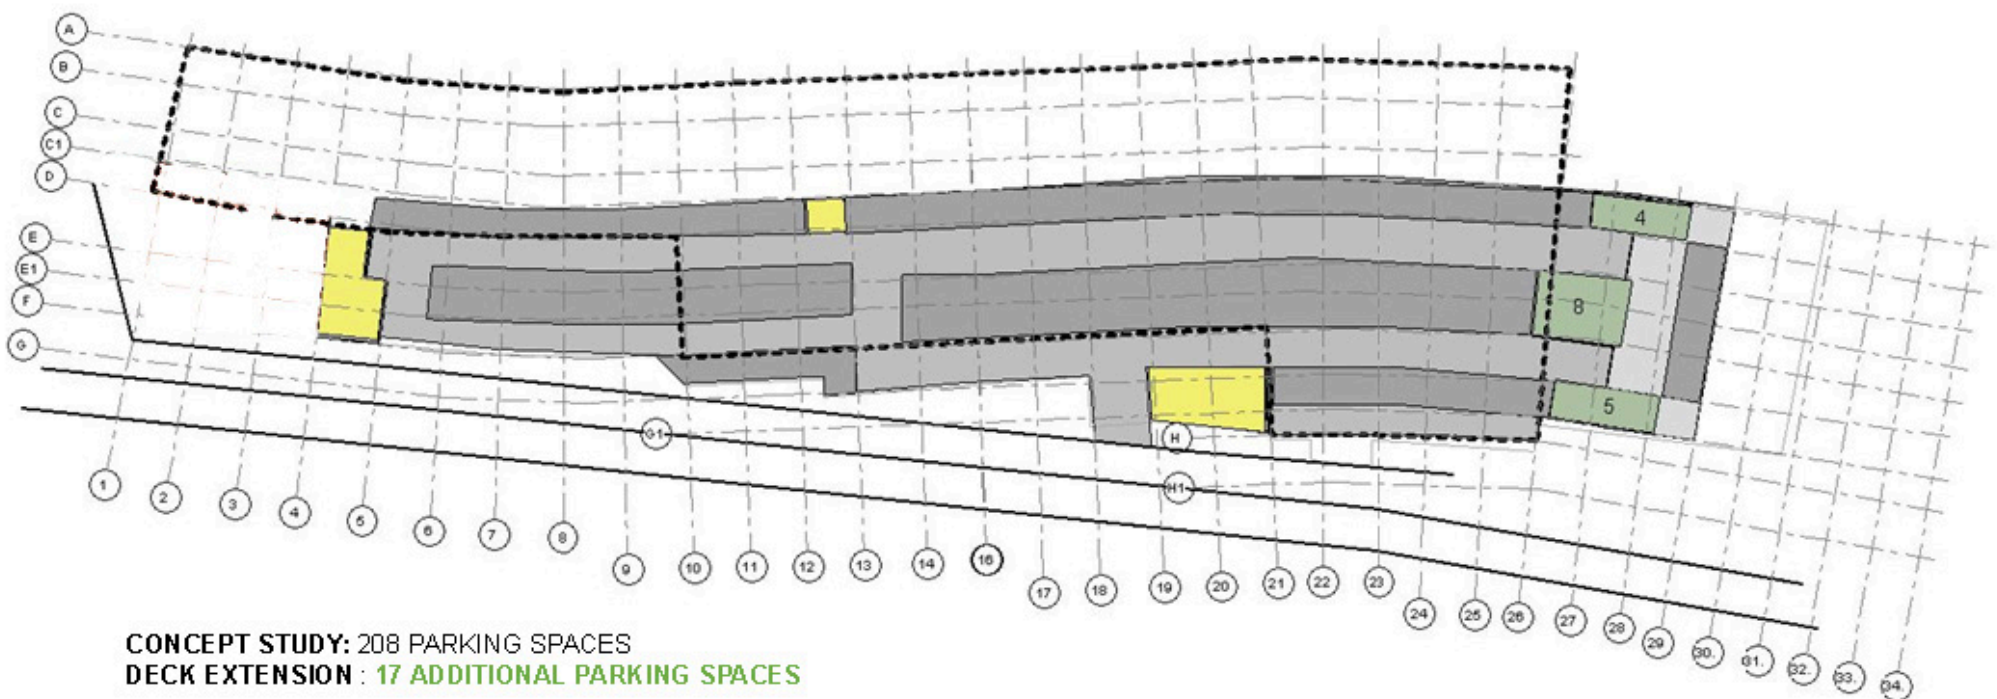 A
B
C
C1
D
E
E1
F
G
4
8
5
G1
H
H1
1
2
3
4
5
6
7
8
9
10
11
12
13
14
16
17
18
19
20
21
22
23
24
25
26
27
28
29
30.
31.
32.
33.
34.
CONCEPT STUDY: 208 PARKING SPACES
DECK EXTENSION : 17 ADDITIONAL PARKING SPACES